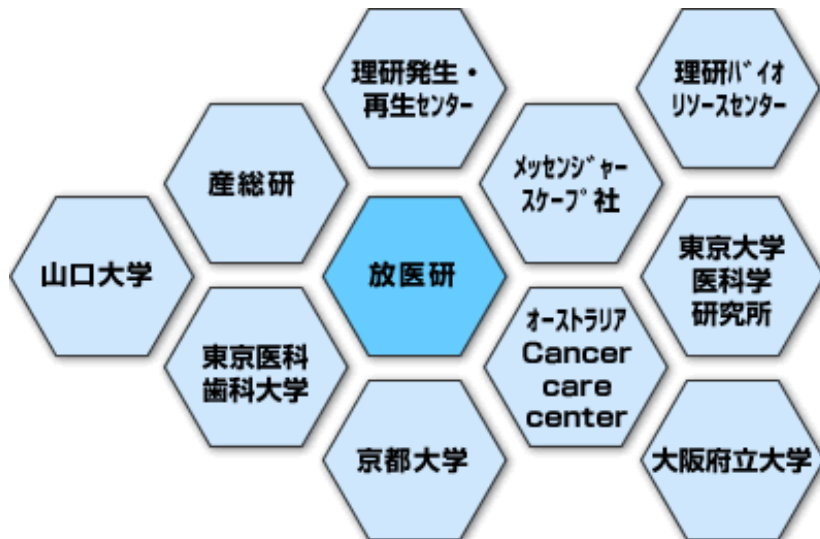 理研発生・
再生ｾﾝﾀｰ
理研ﾊﾞｲｵ
ﾘｿｰｽｾﾝﾀｰ
産総研
ﾒｯｾﾝｼﾞｬｰ
ｽｹｰﾌﾟ社
山口大学
放医研
東京大学
医科学
研究所
東京医科
歯科大学
ｵｰｽﾄﾗﾘｱ
Cancer
care
center
京都大学
大阪府立大学